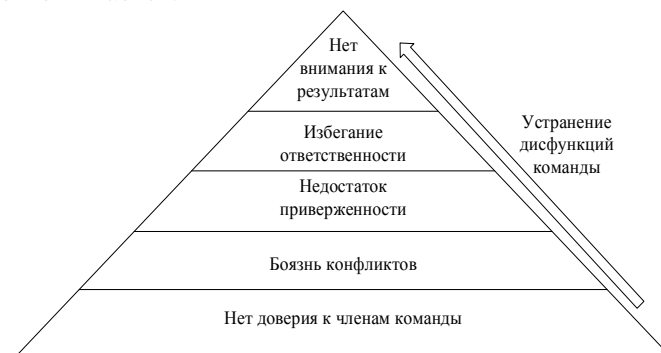 Нет
внимания к
результатам
Избегание
ответственности
Недостаток
приверженности
Боязнь конфликтов
Нет доверия к членам команды
Устранение
дисфункций
команды